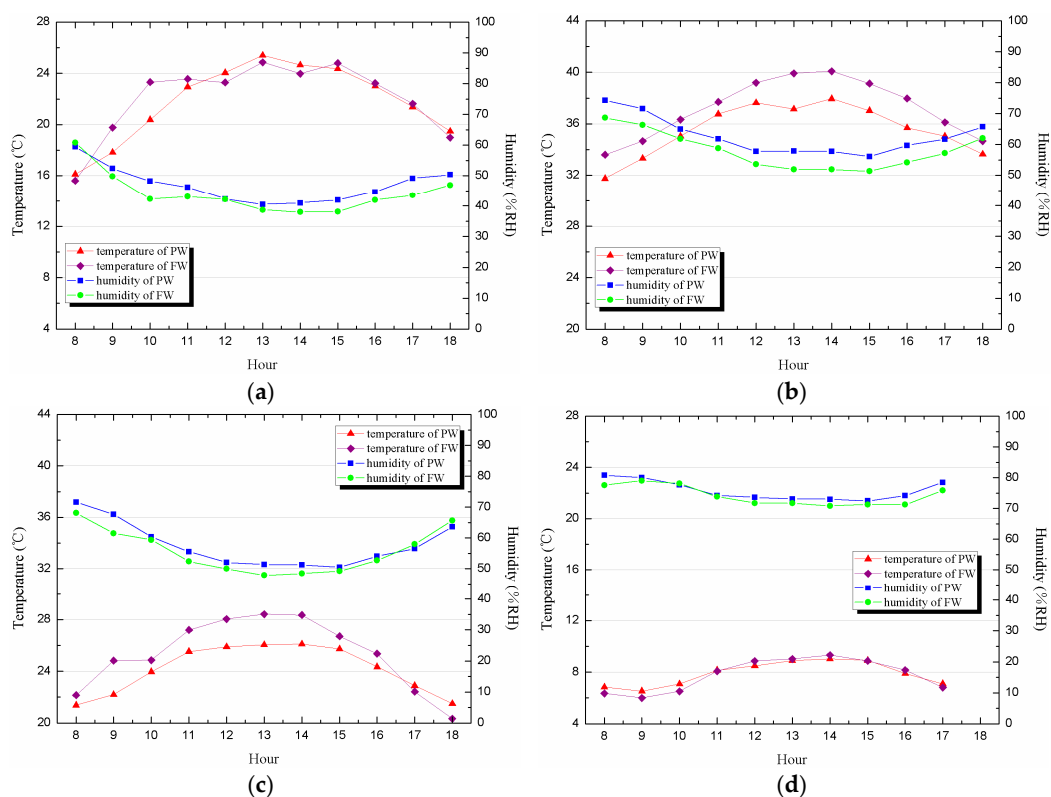 28
24
20
16
12
8
4
Temperature (℃)
100
90
80
70
60
50
40
30
20
10
0
Humidity (%RH)
temperature of PW
temperature of FW
humidity of PW
humidity of FW
8 9 10 11 12 13 14 15 16 17 18
Hour
(a)
44
40
36
32
28
24
20
Temperature (℃)
100
90
80
70
60
50
40
30
20
10
0
Humidity (%RH)
temperature of PW
temperature of FW
humidity of PW
humidity of FW
8 9 10 11 12 13 14 15 16 17 18
Hour
(b)
44
40
36
32
28
24
20
Temperature (℃)
100
90
80
70
60
50
40
30
20
10
0
Humidity (%RH)
temperature of PW
temperature of FW
humidity of PW
humidity of FW
8 9 10 11 12 13 14 15 16 17 18
Hour
(c)
28
24
20
16
12
8
4
Temperature (℃)
100
90
80
70
60
50
40
30
20
10
0
Humidity (%RH)
temperature of PW
temperature of FW
humidity of PW
humidity of FW
8 9 10 11 12 13 14 15 16 17 18
Hour
(d)